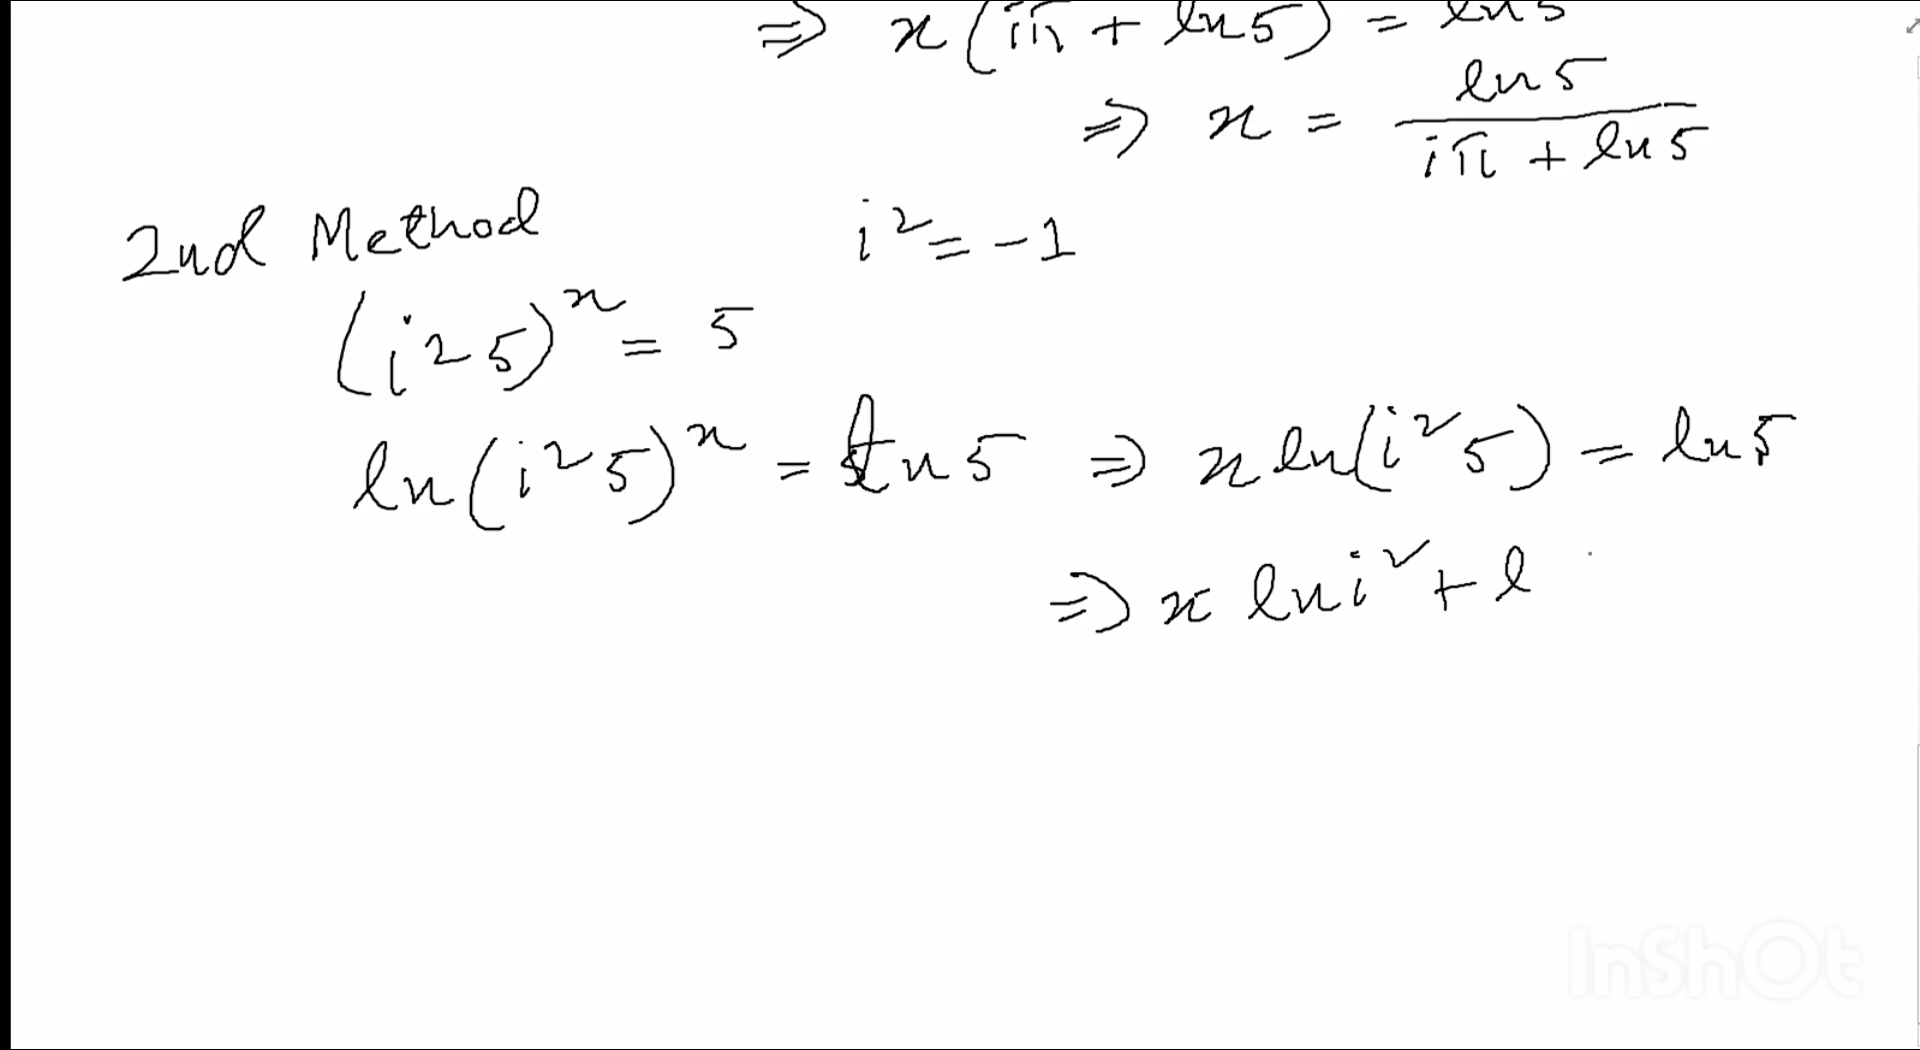 ⇒ x(iπ + ln5) = ln5
⇒ x = ln5 / (iπ + ln5)
2nd Method i² = -1
(i²5)ˣ = 5
ln(i²5)ˣ = ln5 ⇒ x ln(i²5) = ln5
⇒ x ln i² + l
InShOt